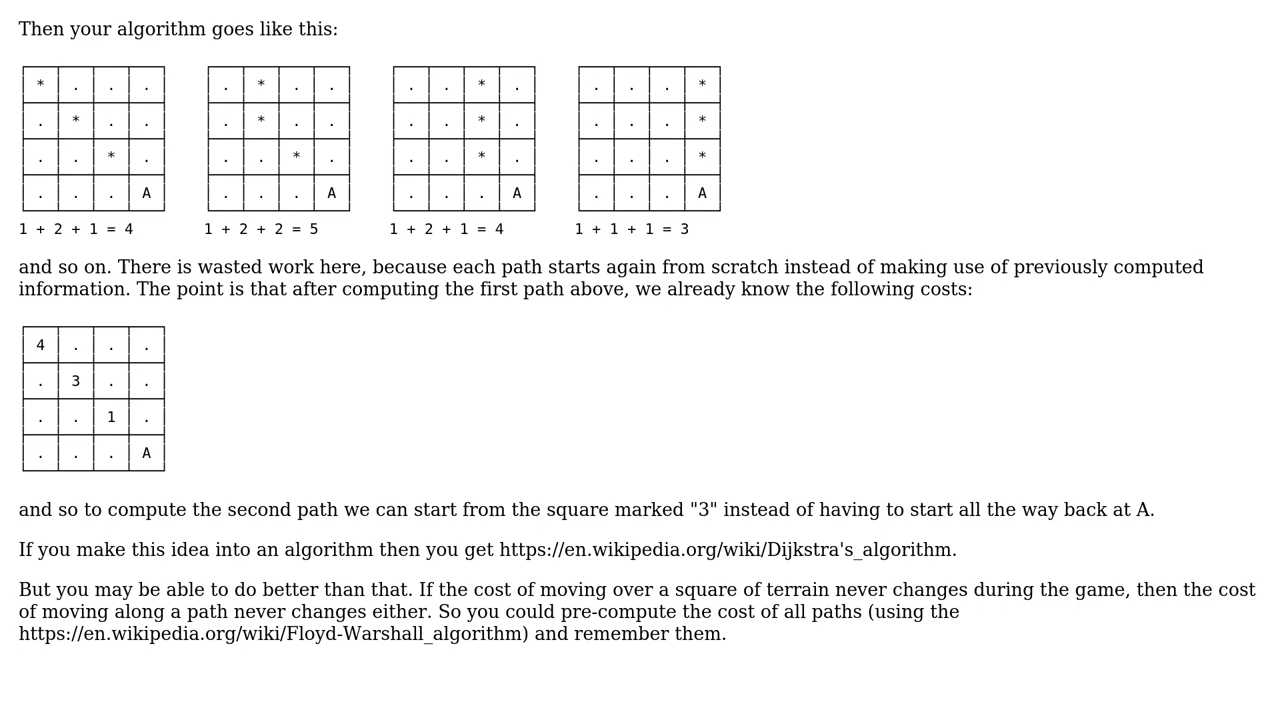 Then your algorithm goes like this:
* . . .   . * . .   . . * .   . . . *
. * . .   . * . .   . . * .   . . . *
. . * .   . . * .   . . * .   . . . *
. . . A   . . . A   . . . A   . . . A
1 + 2 + 1 = 4   1 + 2 + 2 = 5   1 + 2 + 1 = 4   1 + 1 + 1 = 3
and so on. There is wasted work here, because each path starts again from scratch instead of making use of previously computed
information. The point is that after computing the first path above, we already know the following costs:
4 . . .
. 3 . .
. . 1 .
. . . A
and so to compute the second path we can start from the square marked "3" instead of having to start all the way back at A.
If you make this idea into an algorithm then you get https://en.wikipedia.org/wiki/Dijkstra's_algorithm.
But you may be able to do better than that. If the cost of moving over a square of terrain never changes during the game, then the cost
of moving along a path never changes either. So you could pre-compute the cost of all paths (using the
https://en.wikipedia.org/wiki/Floyd-Warshall_algorithm) and remember them.